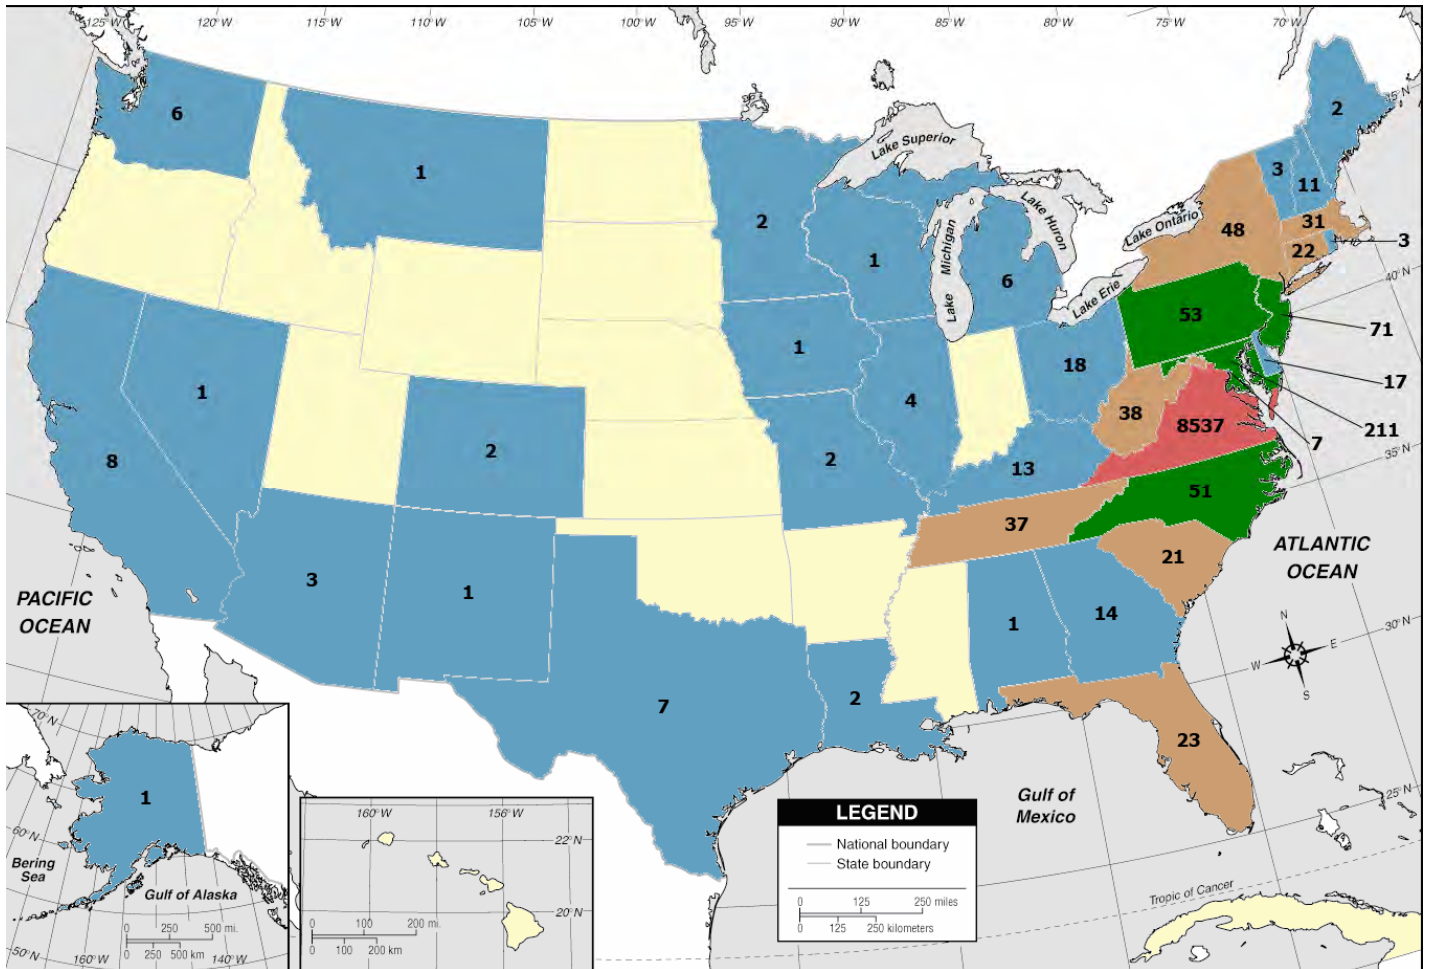 125°W 120°W 115°W 110°W 105°W 100°W 95°W 90°W 85°W 80°W 75°W 70°W
45°N
6
1
2
2
1
6
Lake Superior
Lake Michigan
Lake Huron
Lake Ontario
Lake Erie
48
3
11
31
22
3
40°N
53
71
1
18
17
1
4
38
8537
7
211
35°N
8
2
2
13
51
37
21
ATLANTIC
OCEAN
PACIFIC
OCEAN
3
1
1
14
30°N
N
W
E
S
7
2
23
Gulf of
Mexico
25°N
Tropic of Cancer
70°N
1
60°N
Bering
Sea
Gulf of Alaska
0 250 500 mi.
0 250 500 km
50°N
160°W
140°W
160°W 156°W
22°N
20°N
0 100 200 mi.
0 100 200 km
LEGEND
National boundary
State boundary
0 125 250 miles
0 125 250 kilometers